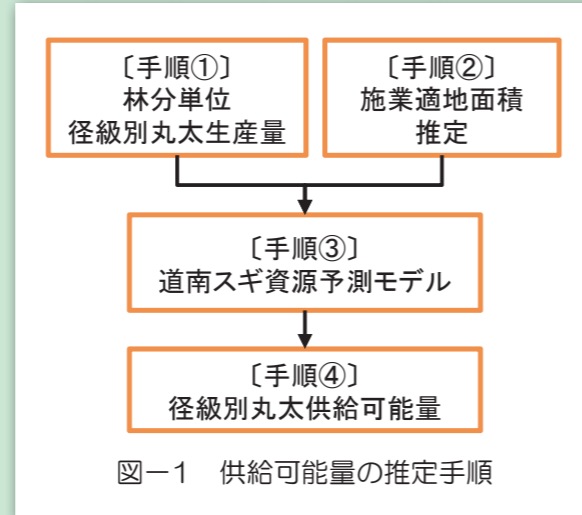 〔手順①〕
林分単位
径級別丸太生産量
〔手順②〕
施業適地面積
推定
〔手順③〕
道南スギ資源予測モデル
〔手順④〕
径級別丸太供給可能量
図－1　供給可能量の推定手順